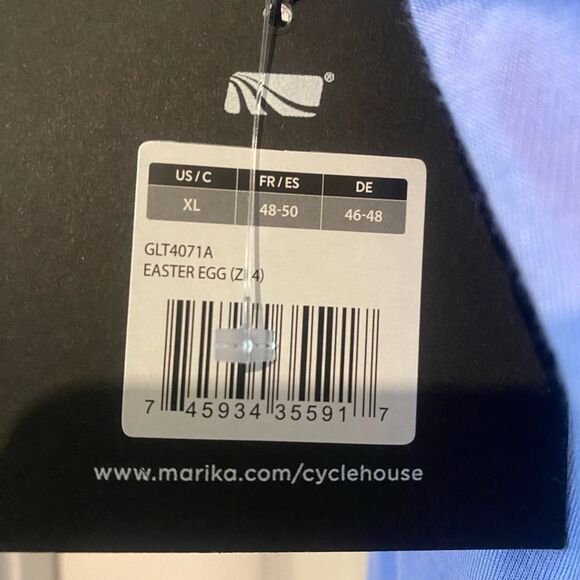 ®
US / C FR / ES DE
XL 48-50 46-48
GLT4071A
EASTER EGG
7 45934 35591 7
www.marika.com/cyclehouse